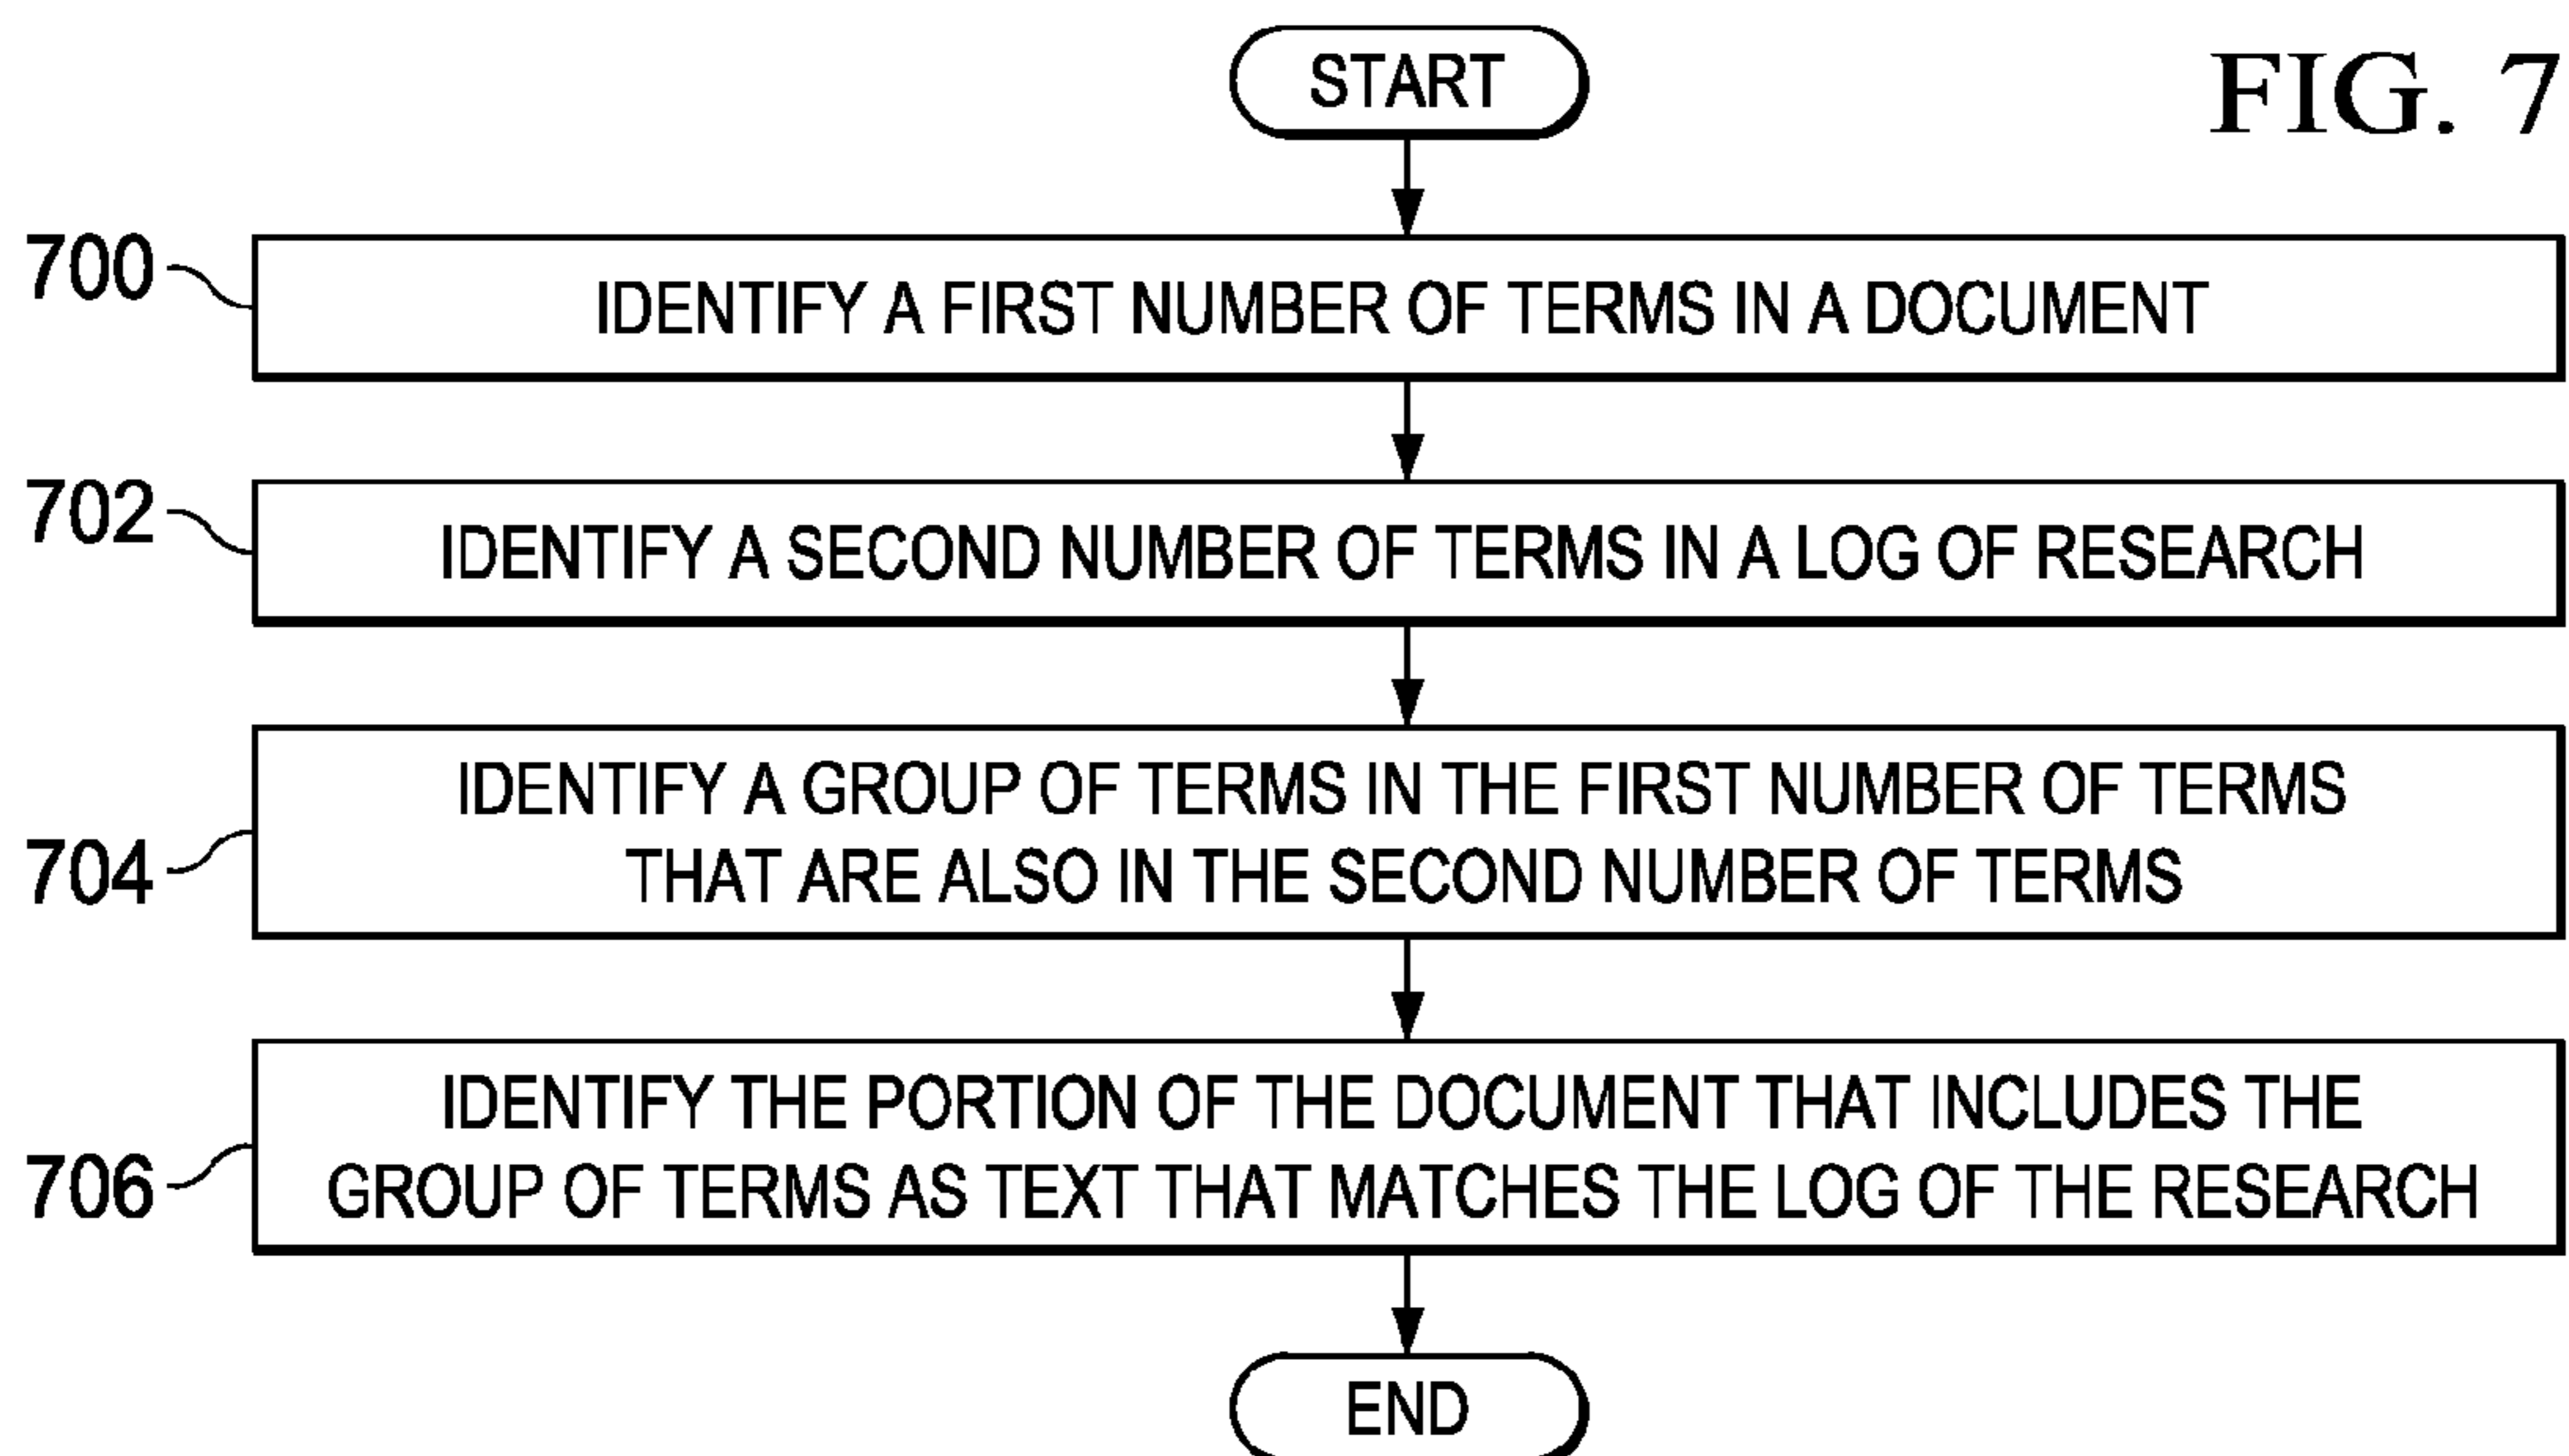 START
FIG. 7
700
IDENTIFY A FIRST NUMBER OF TERMS IN A DOCUMENT
702
IDENTIFY A SECOND NUMBER OF TERMS IN A LOG OF RESEARCH
704
IDENTIFY A GROUP OF TERMS IN THE FIRST NUMBER OF TERMS
THAT ARE ALSO IN THE SECOND NUMBER OF TERMS
706
IDENTIFY THE PORTION OF THE DOCUMENT THAT INCLUDES THE
GROUP OF TERMS AS TEXT THAT MATCHES THE LOG OF THE RESEARCH
END